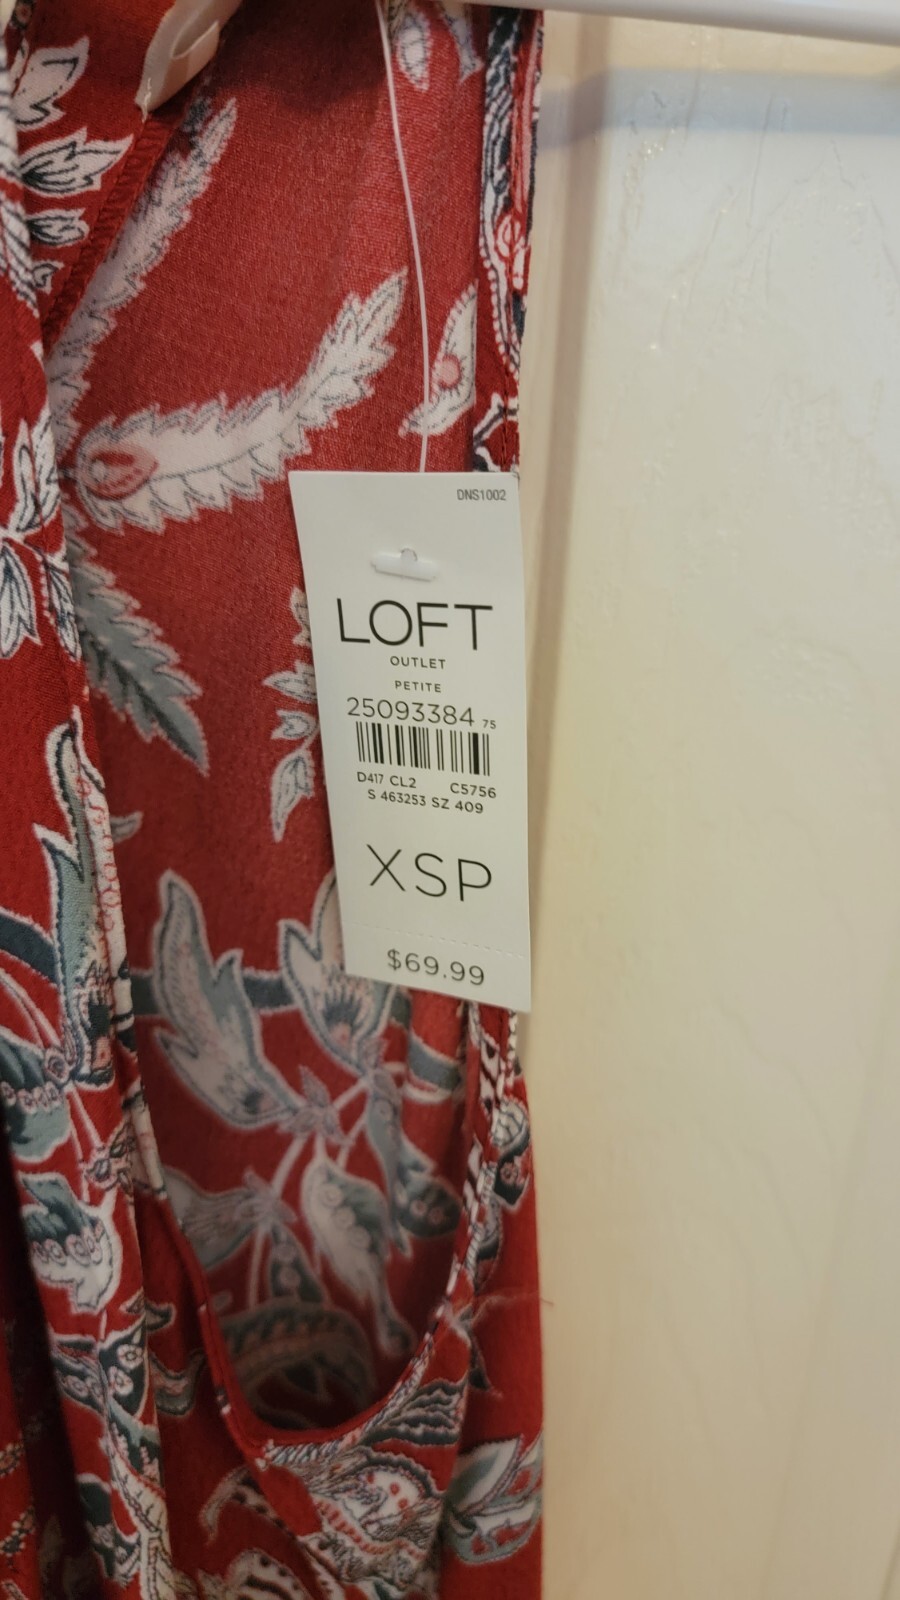 DNS1002
LOFT
OUTLET
PETITE
25093384 75
D417 CL2 C5756
S 463253 SZ 409
XSP
$69.99